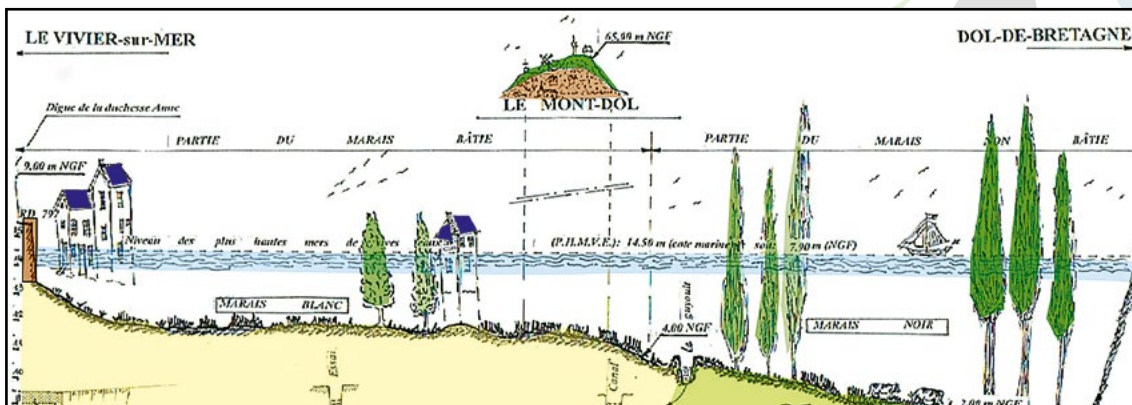 LE VIVIER-sur-MER
65,00 m NGF
DOL-DE-BRETAGNE
LE MONT-DOL
Digue de la duchesse Anne
PARTIE DU MARAIS BÂTIE
PARTIE DU MARAIS NON BÂTIE
9,00 m NGF
RD 797
Niveau des plus hautes mers de vives eaux (P.H.M.V.E.): 14.50 m (cote marine) soit 7.90 m (NGF)
MARAIS BLANC
4,00 NGF
MARAIS NOIR
Essai
Canal
Guyoult
2,00 m NGF